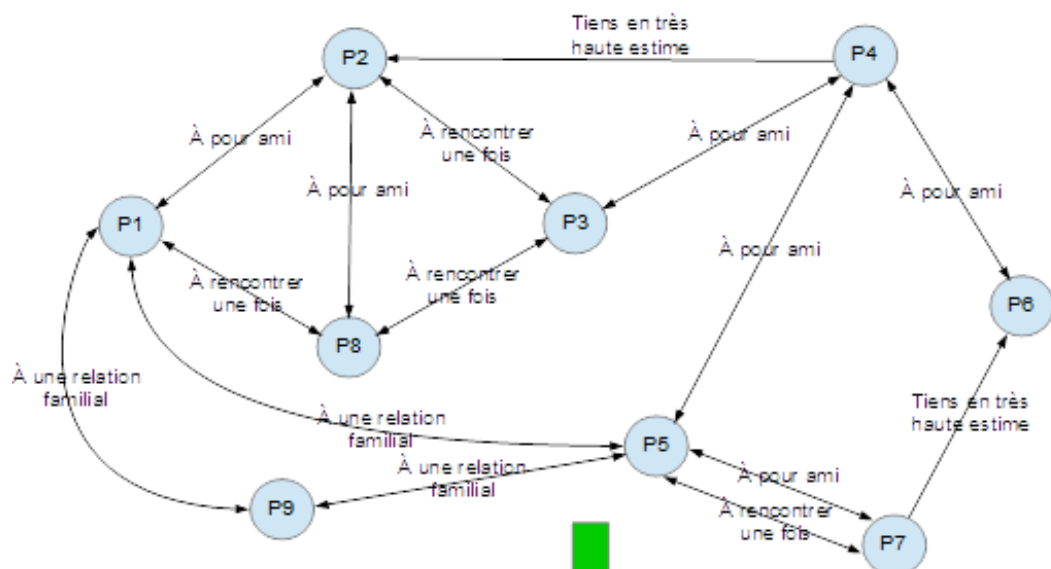 Tiens en très
haute estime
P2
P4
À pour ami
À rencontrer
une fois
À pour ami
À pour ami
À pour ami
P1
P3
À pour ami
À rencontrer
une fois
À rencontrer
une fois
P6
P8
À une relation
familial
Tiens en très
haute estime
À une relation
familial
P5
À une relation
familial
À pour ami
P9
À rencontrer
une fois
P7